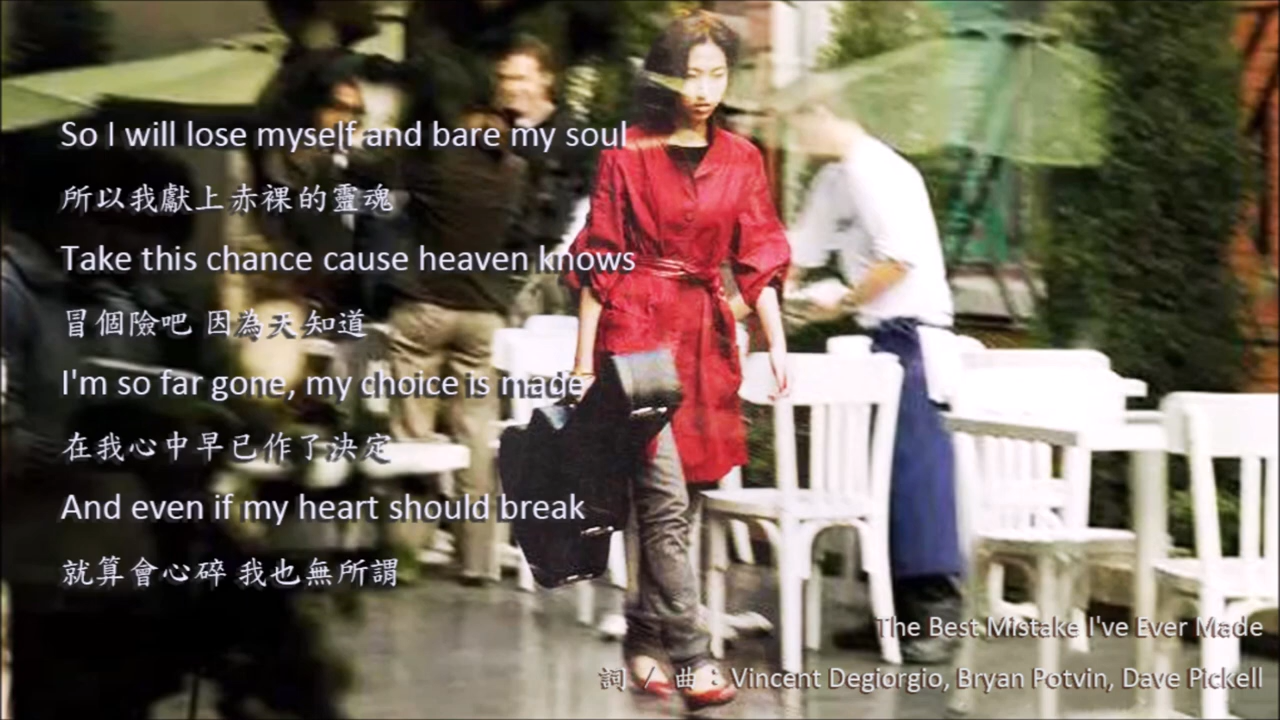 So I will lose myself and bare my soul
所以我獻上赤裸的靈魂
Take this chance cause heaven knows
冒個險吧 因為天知道
I'm so far gone, my choice is made
在我心中早已作了決定
And even if my heart should break
就算會心碎 我也無所謂
The Best Mistake I've Ever Made
詞 / 曲：Vincent Degiorgio, Bryan Potvin, Dave Pickell